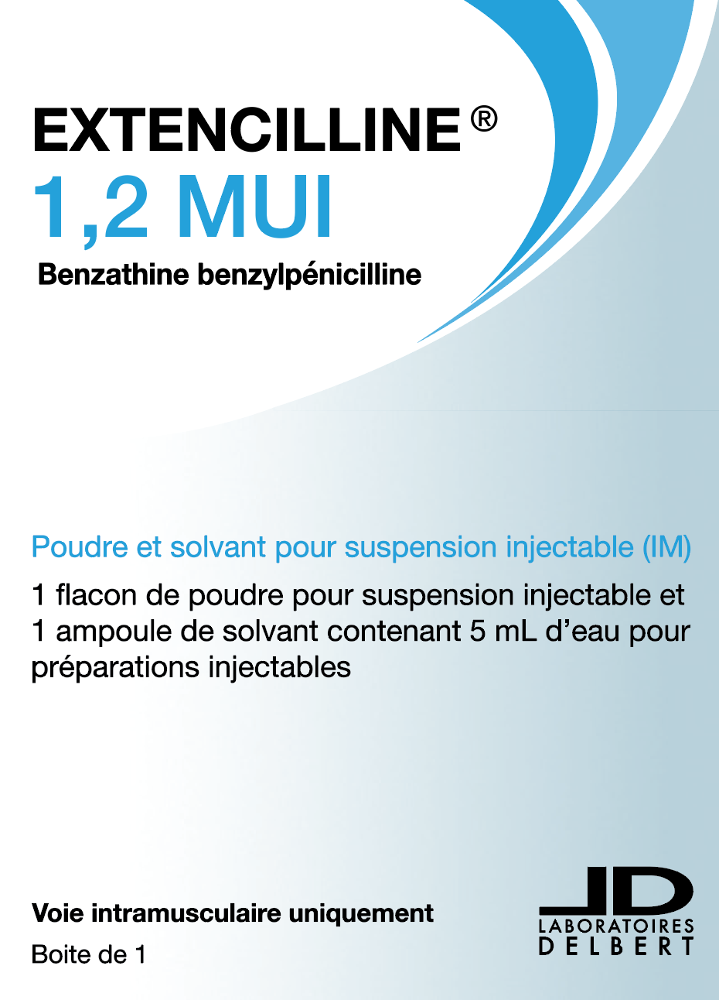 EXTENCILLINE ®
1,2 MUI
Benzathine benzylpénicilline
Poudre et solvant pour suspension injectable (IM)
1 flacon de poudre pour suspension injectable et
1 ampoule de solvant contenant 5 mL d’eau pour
préparations injectables
Voie intramusculaire uniquement
Boite de 1
JD
LABORATOIRES
DELBERT